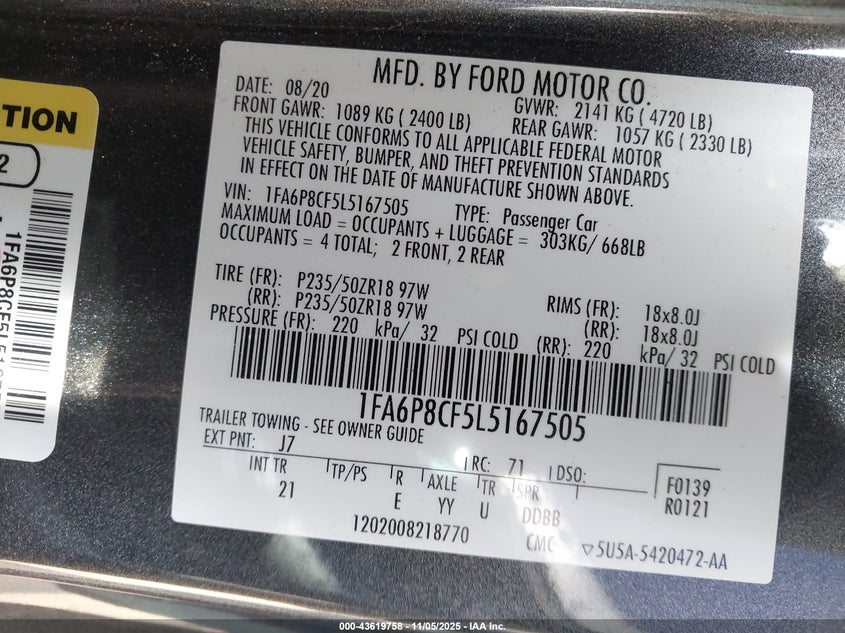 TION
2
1FA6P8CF5L5167505
MFD. BY FORD MOTOR CO.
DATE: 08/20 GVWR: 2141 KG ( 4720 LB)
FRONT GAWR: 1089 KG ( 2400 LB) REAR GAWR: 1057 KG ( 2330 LB)
THIS VEHICLE CONFORMS TO ALL APPLICABLE FEDERAL MOTOR
VEHICLE SAFETY, BUMPER, AND THEFT PREVENTION STANDARDS
IN EFFECT ON THE DATE OF MANUFACTURE SHOWN ABOVE.
VIN: 1FA6P8CF5L5167505 TYPE: Passenger Car
MAXIMUM LOAD = OCCUPANTS + LUGGAGE = 303KG/ 668LB
OCCUPANTS = 4 TOTAL; 2 FRONT, 2 REAR
TIRE (FR): P235/50ZR18 97W RIMS (FR): 18x8.0J
(RR): P235/50ZR18 97W (RR): 18x8.0J
PRESSURE (FR): 220 kPa/ 32 PSI COLD (RR): 220 kPa/ 32 PSI COLD
1FA6P8CF5L5167505
TRAILER TOWING - SEE OWNER GUIDE
EXT PNT: J7 RC: 71 DSO:
INT TR TP/PS R AXLE TR SPR F0139
21 E YY U DDBB R0121
1202008218770 CMC ▽5U5A-5420472-AA
000-43619758 - 11/05/2025 - IAA Inc.